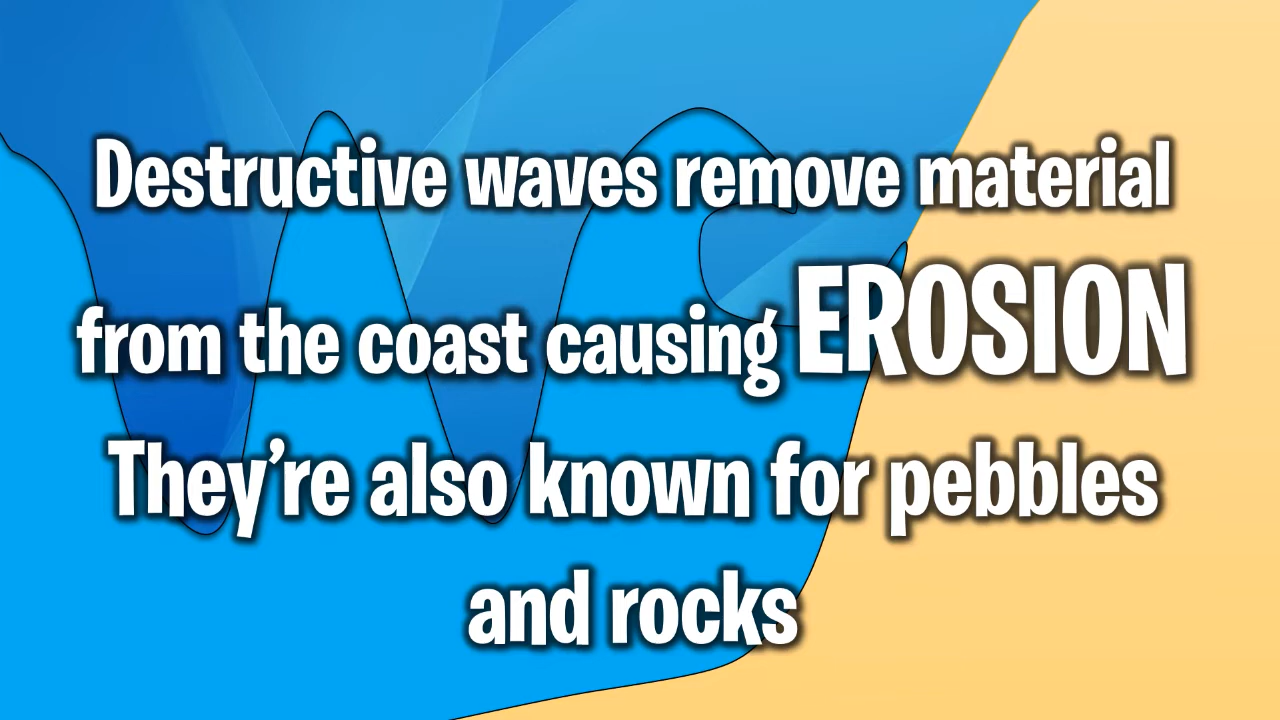 Destructive waves remove material
from the coast causing EROSION
They’re also known for pebbles
and rocks